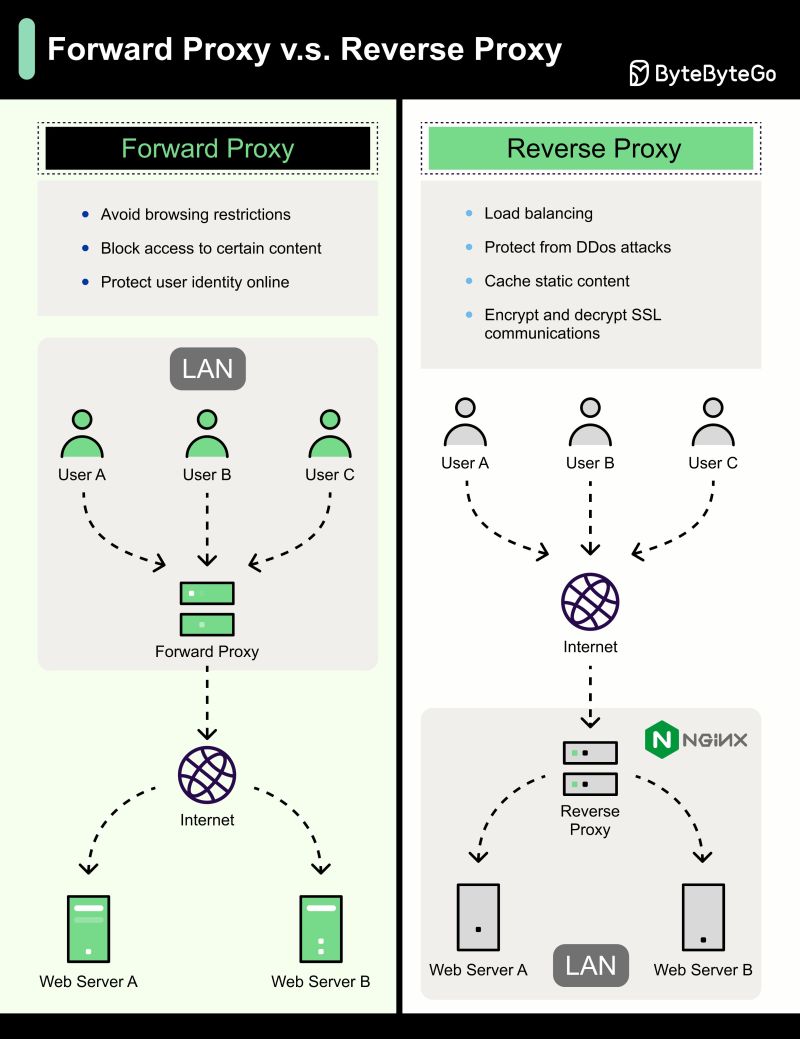 Forward Proxy v.s. Reverse Proxy
ByteByteGo
Forward Proxy
Avoid browsing restrictions
Block access to certain content
Protect user identity online
LAN
User A
User B
User C
Forward Proxy
Internet
Web Server A
Web Server B
Reverse Proxy
Load balancing
Protect from DDos attacks
Cache static content
Encrypt and decrypt SSL
communications
User A
User B
User C
Internet
N NGiNX
Reverse
Proxy
Web Server A
LAN
Web Server B